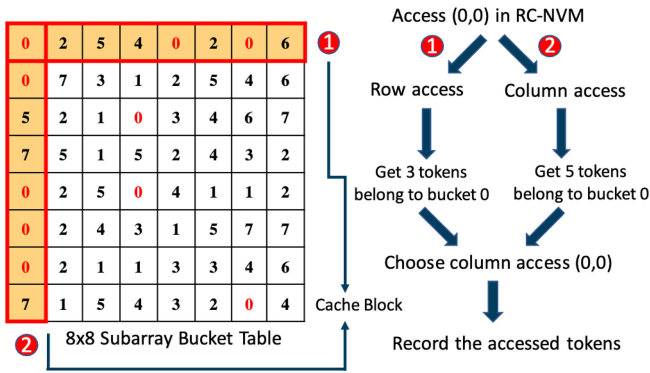 Access (0,0) in RC-NVM
0 2 5 4 0 2 0 6
1
1
2
0 7 3 1 2 5 4 6
Row access
Column access
5 2 1 0 3 4 6 7
7 5 1 5 2 4 3 2
Get 3 tokens
belong to bucket 0
Get 5 tokens
belong to bucket 0
0 2 5 0 4 1 1 2
0 2 4 3 1 5 7 7
0 2 1 1 3 3 4 6
Choose column access (0,0)
7 1 5 4 3 2 0 4
Cache Block
2
8x8 Subarray Bucket Table
Record the accessed tokens